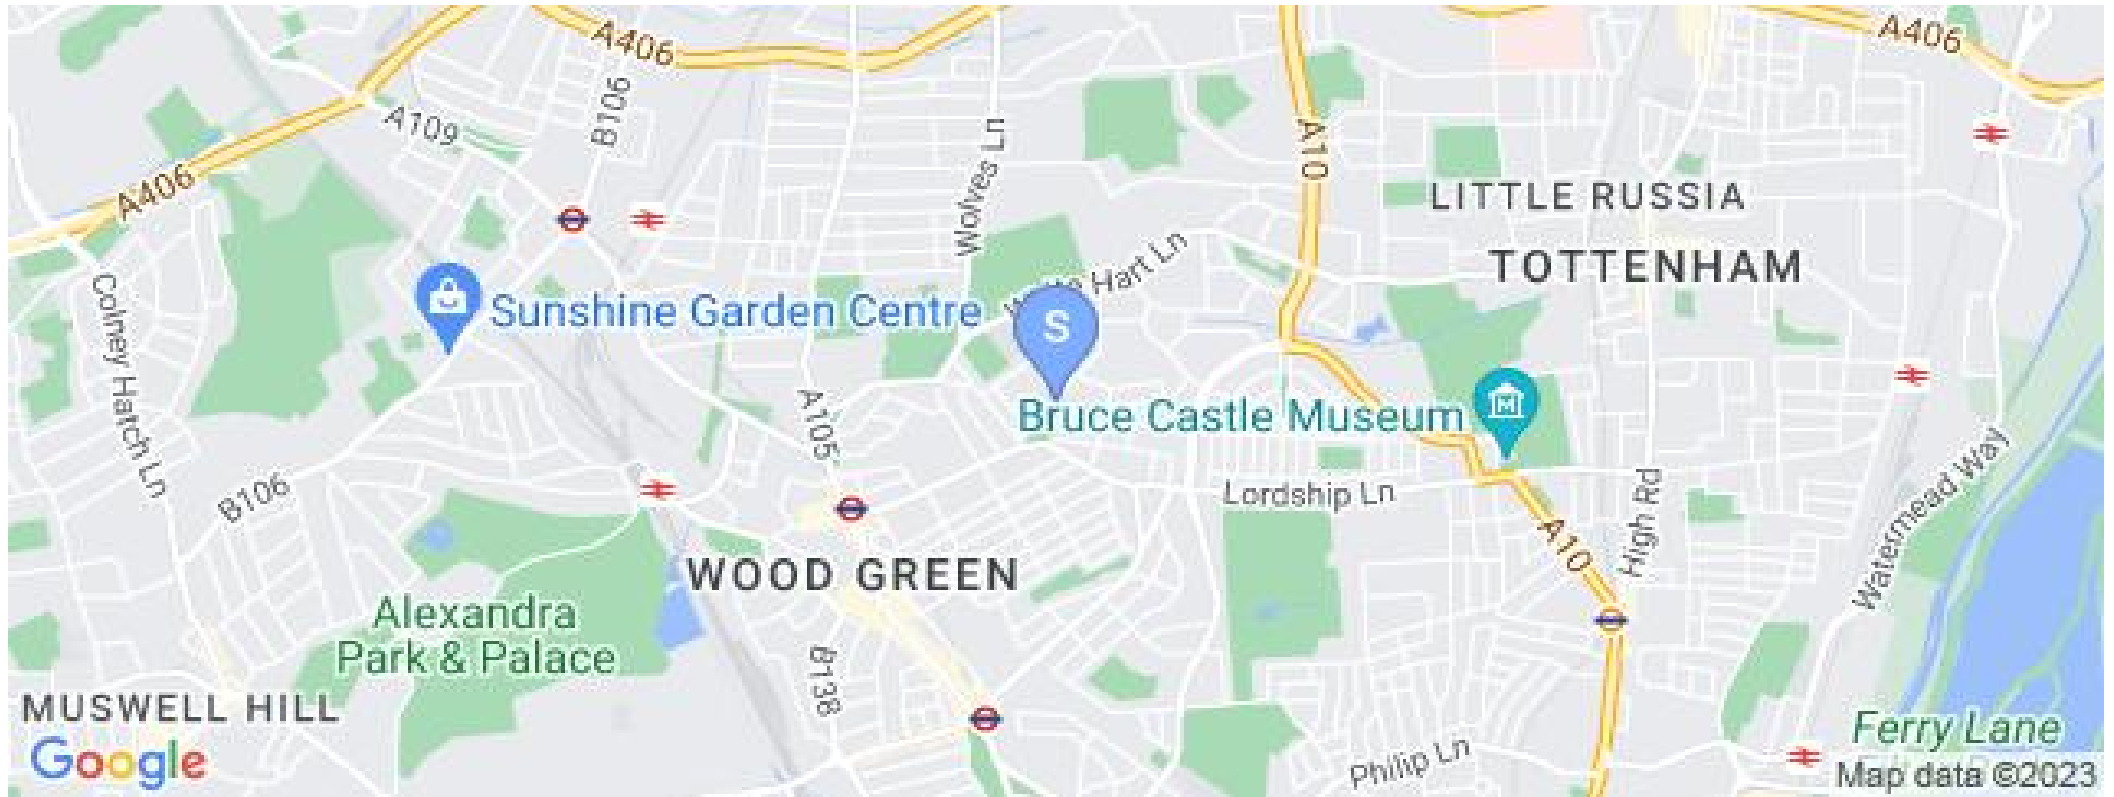 A406
A406
B106
A109
A10
Wolves Ln
A406
LITTLE RUSSIA
Hart Ln
TOTTENHAM
Colney Hatch Ln
Sunshine Garden Centre
S
A105
Bruce Castle Museum
M
B106
Lordship Ln
High Rd
Watermead Way
A10
WOOD GREEN
Alexandra
Park & Palace
B138
MUSWELL HILL
Ferry Lane
Philip Ln
Google
Map data ©2023